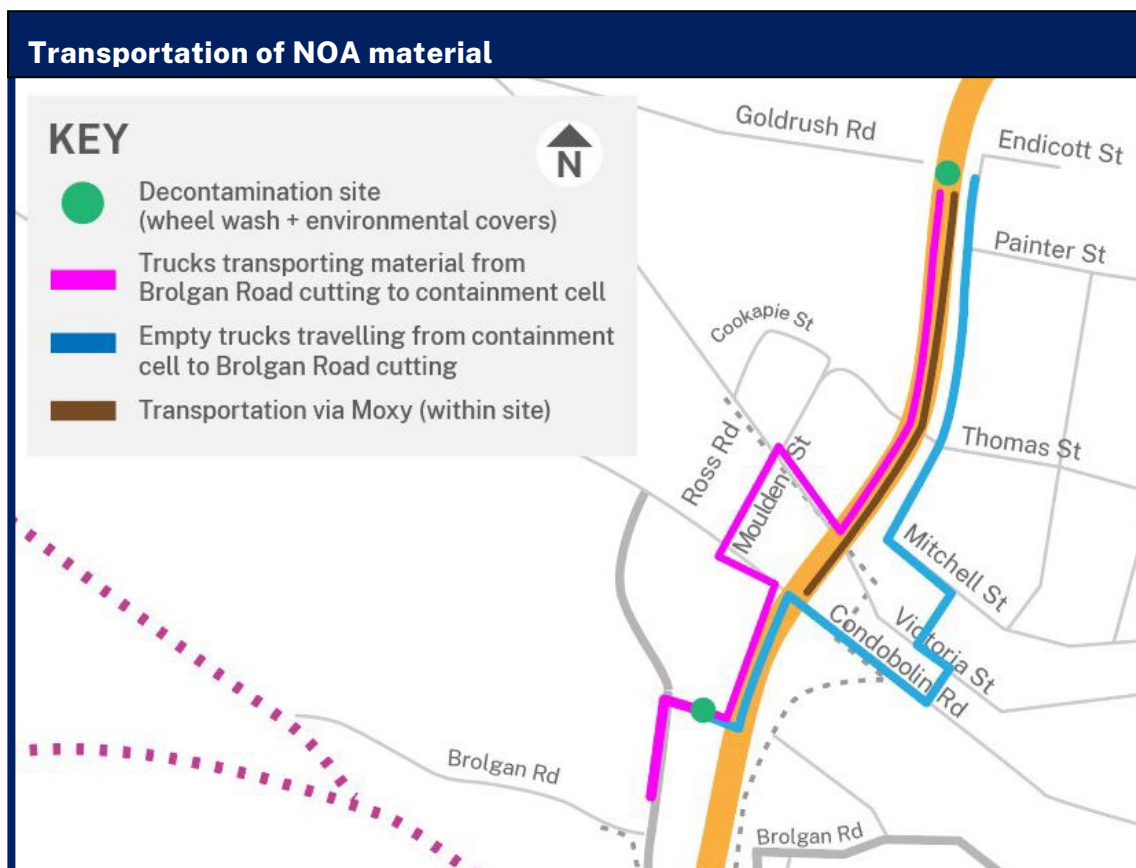 Transportation of NOA material
KEY
N
Decontamination site
(wheel wash + environmental covers)
Trucks transporting material from
Brolgan Road cutting to containment cell
Empty trucks travelling from containment
cell to Brolgan Road cutting
Transportation via Moxy (within site)
Goldrush Rd
Endicott St
Painter St
Cookapie St
Thomas St
Ross Rd
Moulden St
Mitchell St
Victoria St
Condobolin Rd
Brolgan Rd
Brolgan Rd